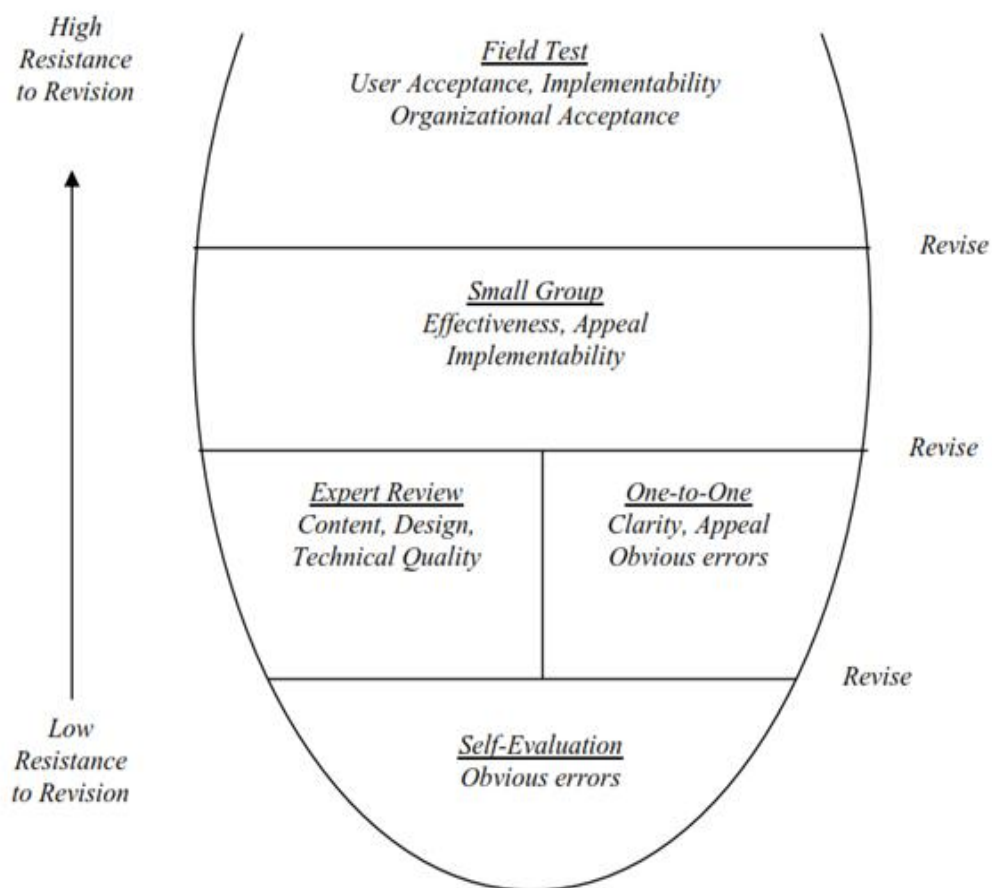 High
Resistance
to Revision
Field Test
User Acceptance, Implementability
Organizational Acceptance
Revise
Small Group
Effectiveness, Appeal
Implementability
Revise
Expert Review
Content, Design,
Technical Quality
One-to-One
Clarity, Appeal
Obvious errors
Revise
Low
Resistance
to Revision
Self-Evaluation
Obvious errors